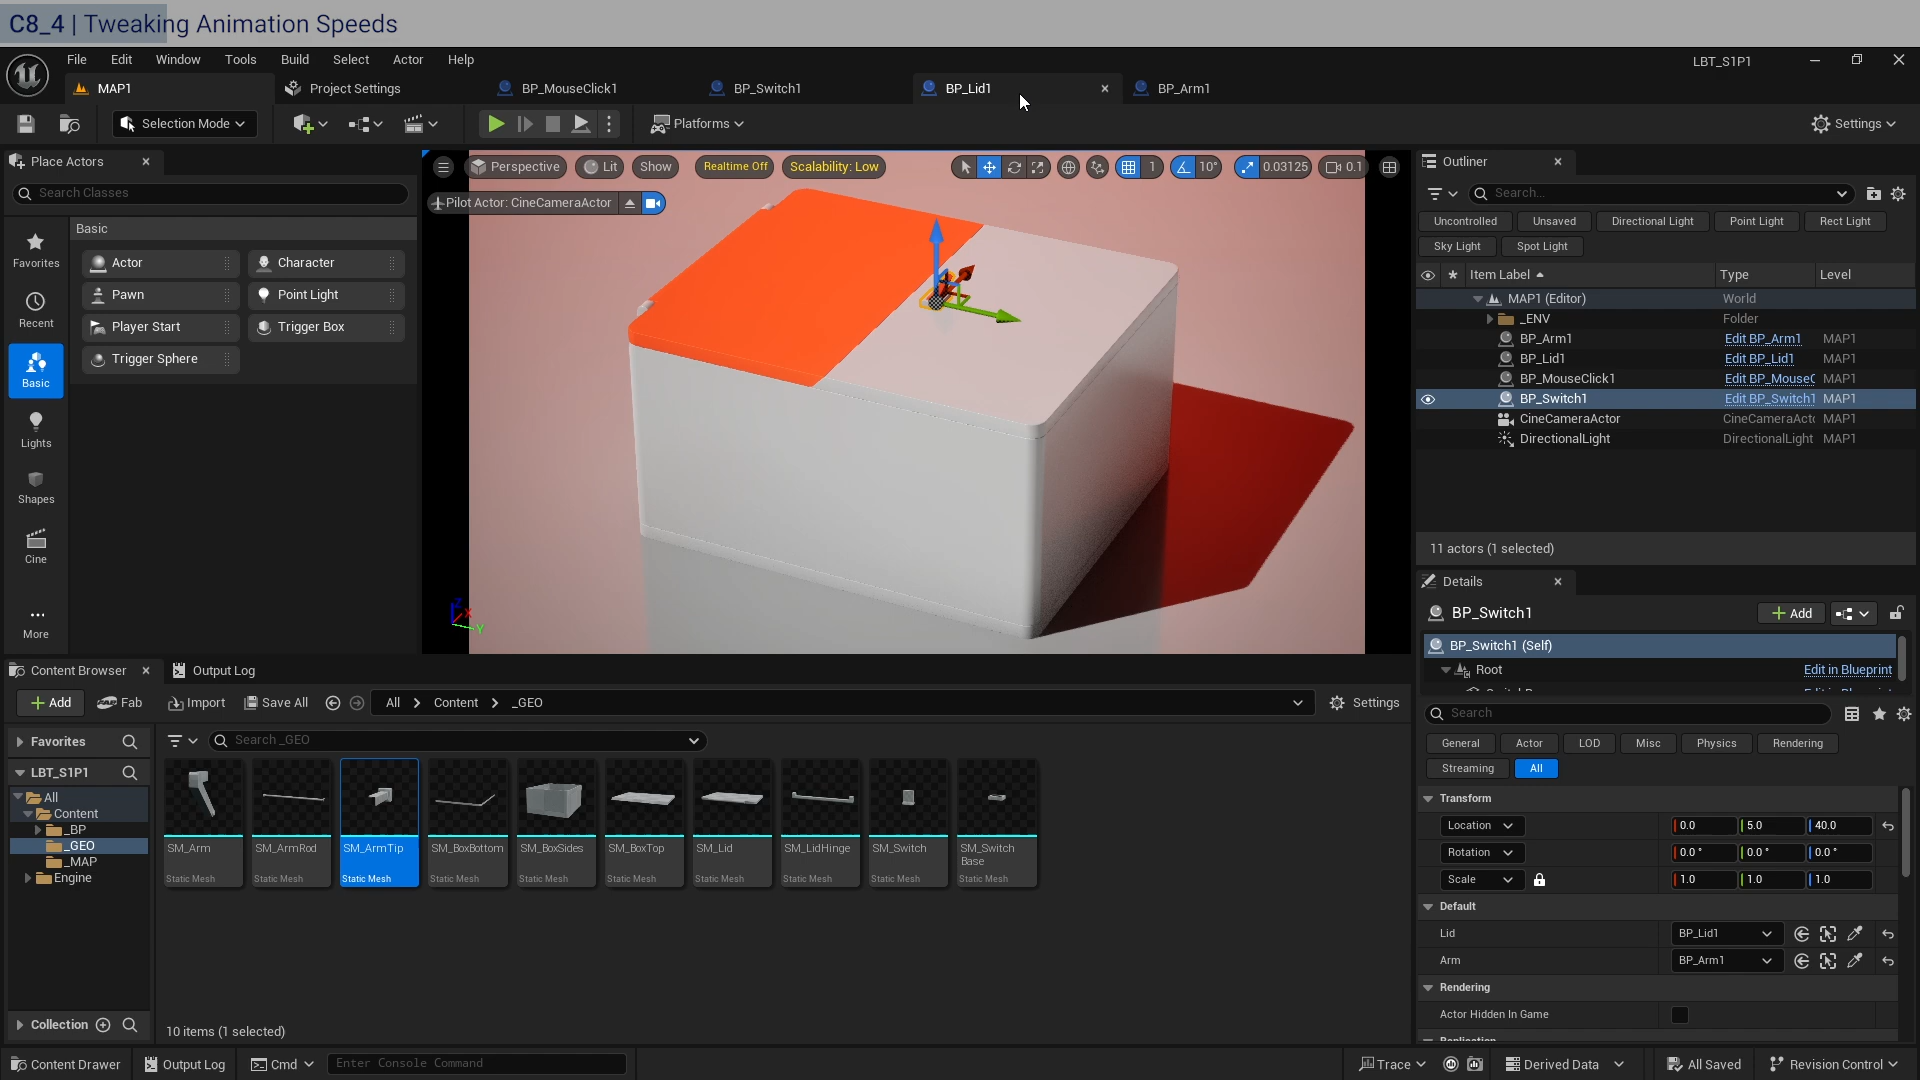 C8_4 | Tweaking Animation Speeds
File Edit Window Tools Build Select Actor Help
LBT_S1P1
MAP1
Project Settings
BP_MouseClick1
BP_Switch1
BP_Lid1
BP_Arm1
Selection Mode
Platforms
Settings
Place Actors
Search Classes
Basic
Favorites
Recent
Basic
Lights
Shapes
Cine
More
Actor
Character
Pawn
Point Light
Player Start
Trigger Box
Trigger Sphere
Perspective
Lit
Show
Realtime Off
Scalability: Low
1
10°
0.03125
0.1
Pilot Actor: CineCameraActor
Z
X
Y
Outliner
Search...
Uncontrolled
Unsaved
Directional Light
Point Light
Rect Light
Sky Light
Spot Light
Item Label
Type
Level
MAP1 (Editor) World
_ENV Folder
BP_Arm1 Edit BP_Arm1 MAP1
BP_Lid1 Edit BP_Lid1 MAP1
BP_MouseClick1 Edit BP_MouseC MAP1
BP_Switch1 Edit BP_Switch1 MAP1
CineCameraActor CineCameraActo MAP1
DirectionalLight DirectionalLight MAP1
11 actors (1 selected)
Details
BP_Switch1
Add
BP_Switch1 (Self)
Root
Edit in Blueprint
Search
General
Actor
LOD
Misc
Physics
Rendering
Streaming
All
Transform
Location 0.0 5.0 40.0
Rotation 0.0 ° 0.0 ° 0.0 °
Scale 1.0 1.0 1.0
Default
Lid BP_Lid1
Arm BP_Arm1
Rendering
Actor Hidden In Game
Replication
Content Browser
Output Log
Add
Fab
Import
Save All
All
Content
_GEO
Settings
Favorites
LBT_S1P1
All
Content
_BP
_GEO
_MAP
Engine
Collection
Search _GEO
SM_Arm
Static Mesh
SM_ArmRod
Static Mesh
SM_ArmTip
Static Mesh
SM_BoxBottom
Static Mesh
SM_BoxSides
Static Mesh
SM_BoxTop
Static Mesh
SM_Lid
Static Mesh
SM_LidHinge
Static Mesh
SM_Switch
Static Mesh
SM_Switch
Base
Static Mesh
10 items (1 selected)
Content Drawer
Output Log
Cmd
Enter Console Command
Trace
Derived Data
All Saved
Revision Control